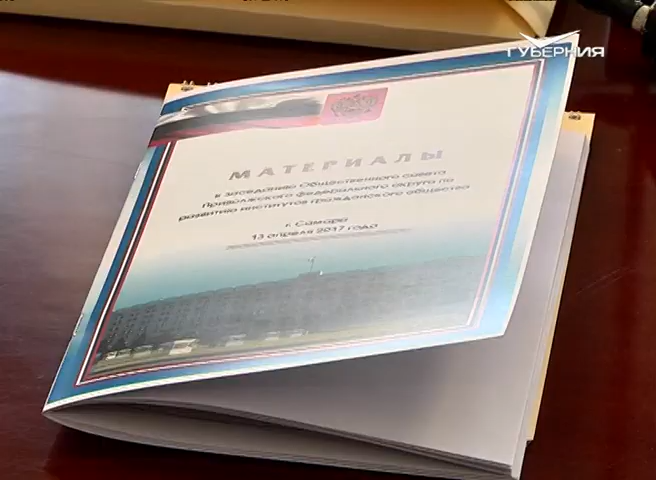 ГУБЕРНИЯ
МАТЕРИАЛЫ
к заседанию Общественного совета
Приволжского федерального округа по
развитию институтов гражданского общества
г. Самара
13 апреля 2017 года